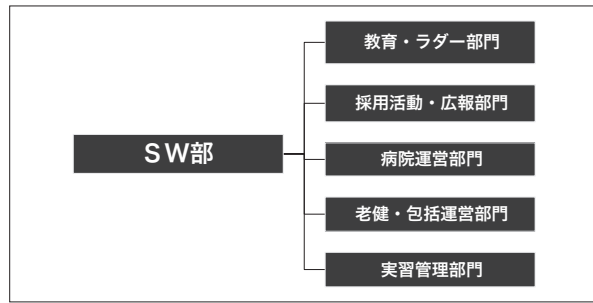 SW部
教育・ラダー部門
採用活動・広報部門
病院運営部門
老健・包括運営部門
実習管理部門